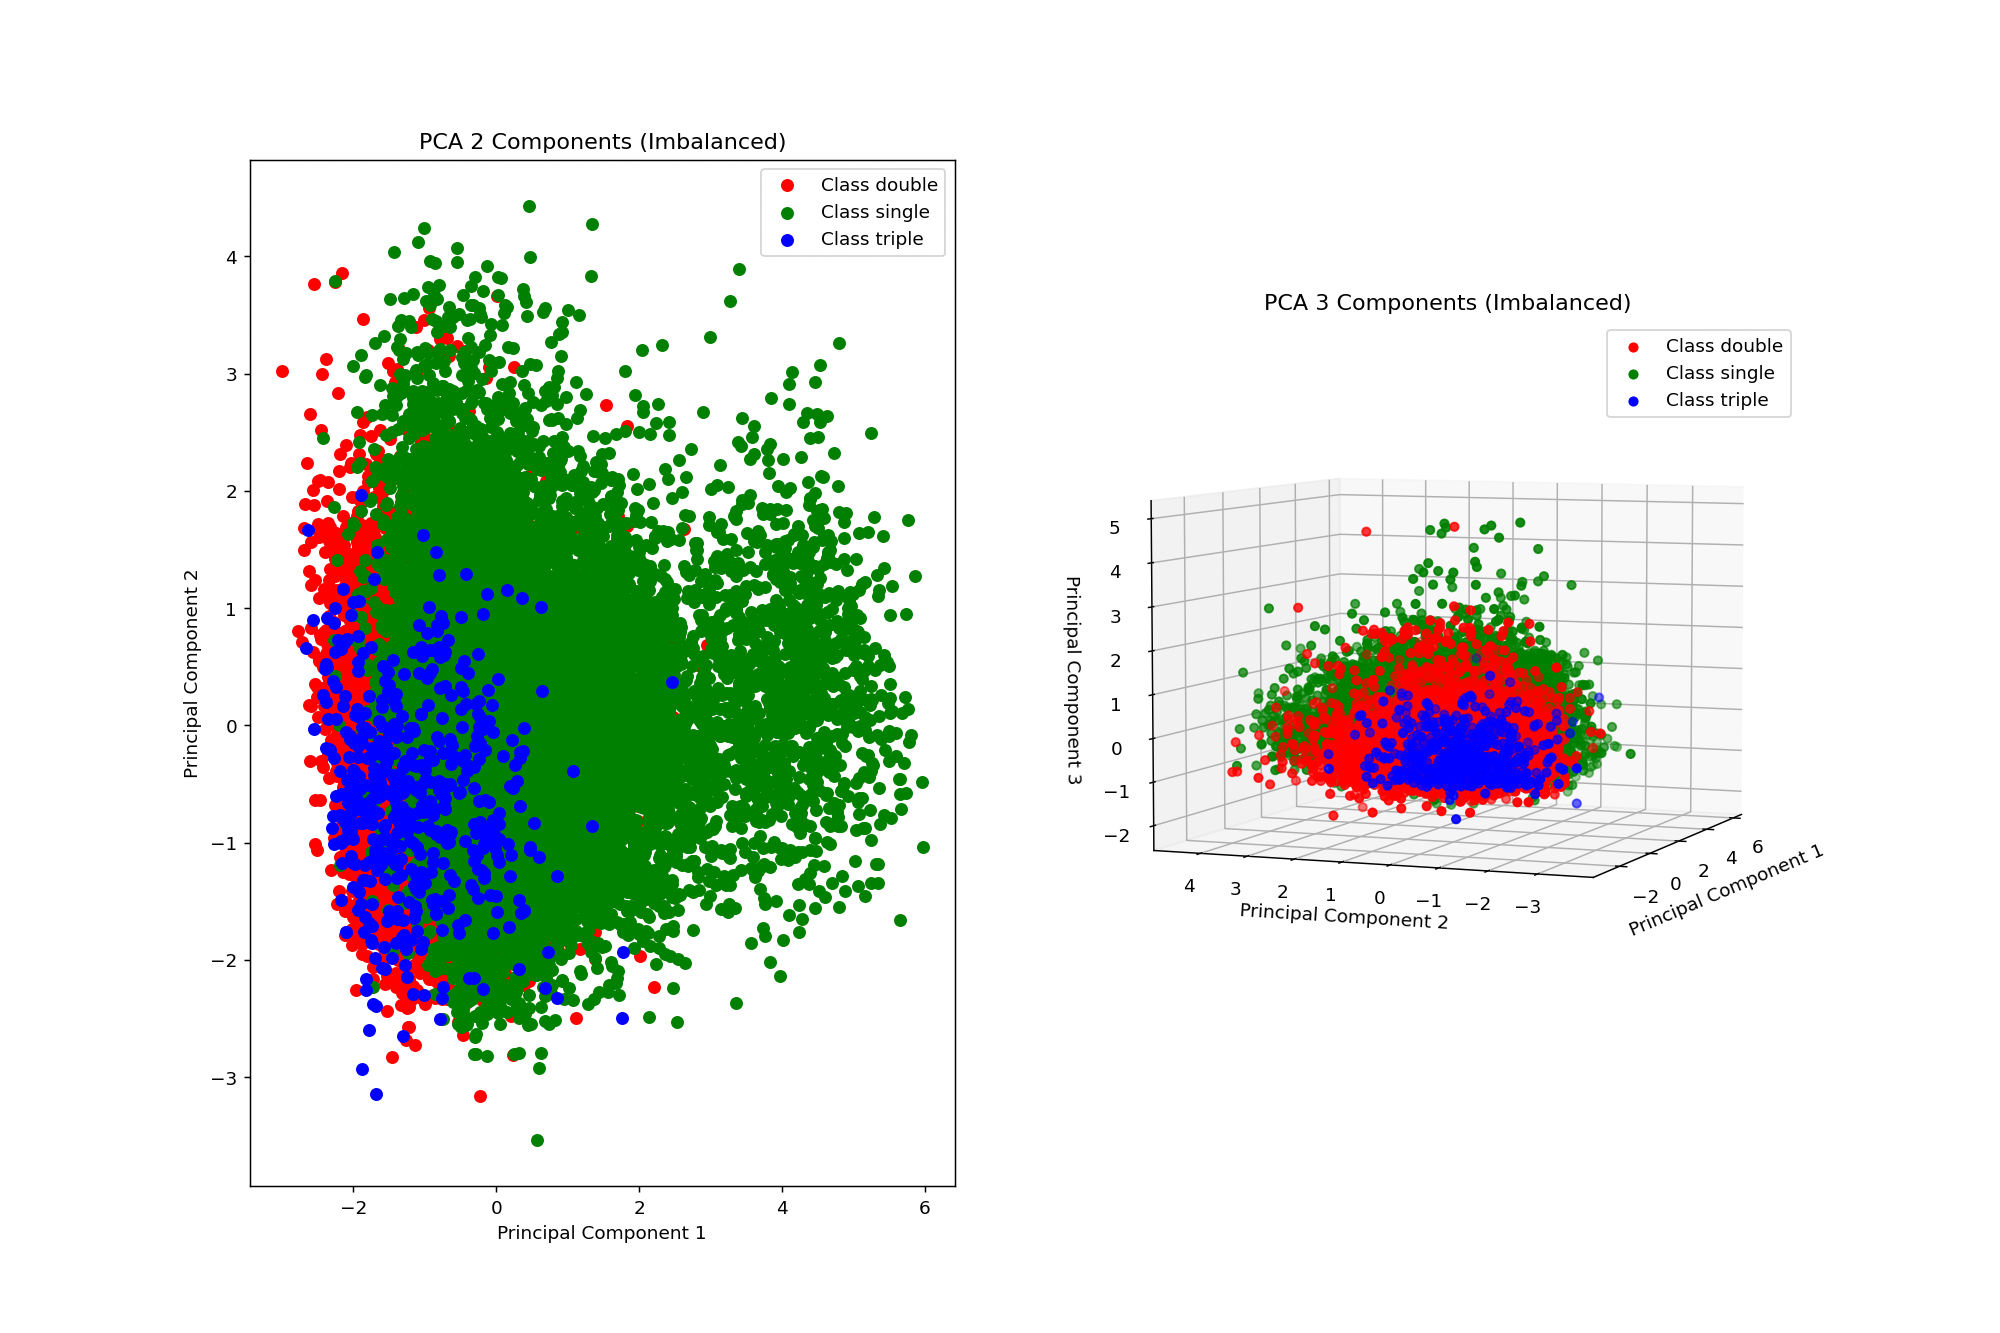 PCA 2 Components (Imbalanced)
Class double
Class single
Class triple
4
3
2
1
0
−1
−2
−3
Principal Component 2
−2
0
2
4
6
Principal Component 1
PCA 3 Components (Imbalanced)
Class double
Class single
Class triple
5
4
3
2
1
0
−1
−2
Principal Component 3
4
3
2
1
0
−1
−2
−3
Principal Component 2
−2
0
2
4
6
Principal Component 1